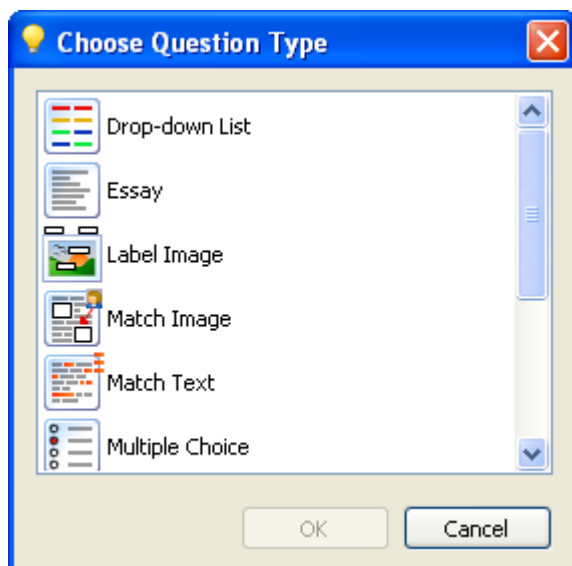 Choose Question Type
Drop-down List
Essay
Label Image
Match Image
Match Text
Multiple Choice
OK
Cancel